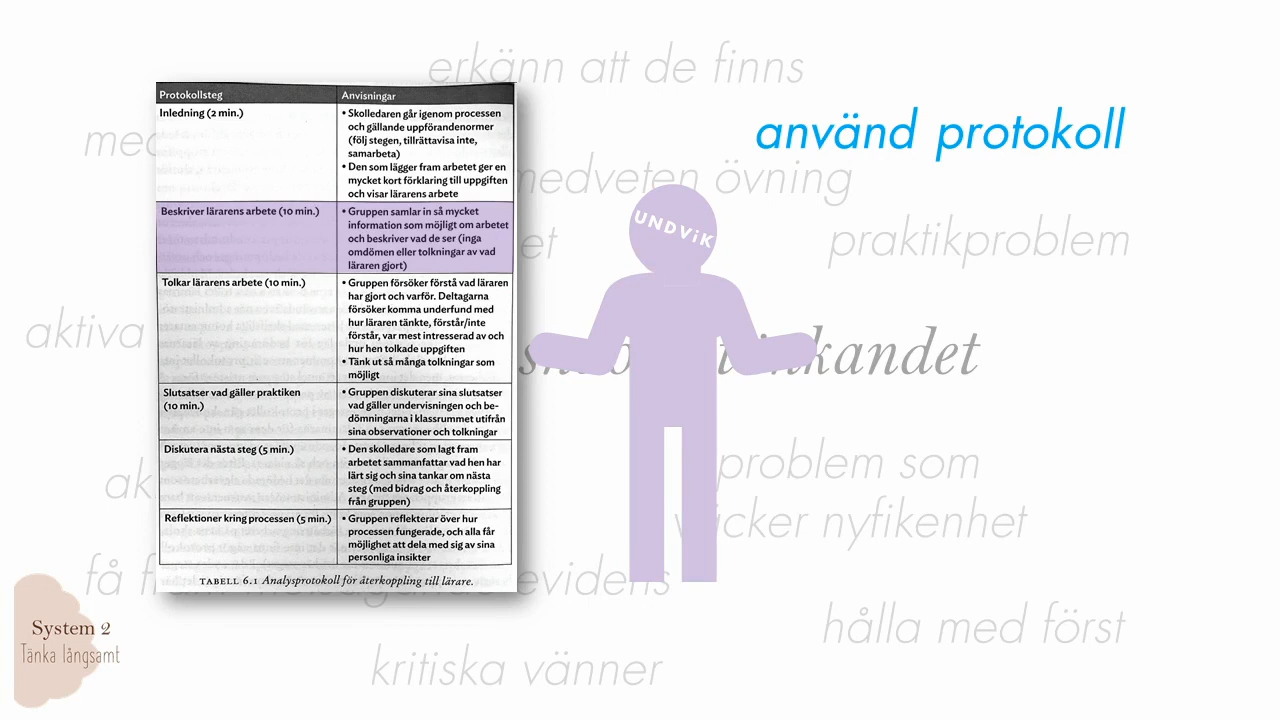 erkänn att de finns
använd protokoll
medveten övning
praktikproblem
aktiva
problem som
väcker nyfikenhet
få
evidens
hålla med först
kritiska vänner
Protokollsteg
Anvisningar
Inledning (2 min.)
• Skolledaren går igenom processen
och gällande uppförandenormer
(följ stegen, tillrättavisa inte,
samarbeta)
• Den som lägger fram arbetet ger en
mycket kort förklaring till uppgiften
och visar lärarens arbete
Beskriver lärarens arbete (10 min.)
• Gruppen samlar in så mycket
information som möjligt om arbetet
och beskriver vad de ser (inga
omdömen eller tolkningar av vad
läraren gjort)
Tolkar lärarens arbete (10 min.)
• Gruppen försöker förstå vad läraren
har gjort och varför. Deltagarna
försöker komma underfund med
hur läraren tänkte, förstår/inte
förstår, var mest intresserad av och
hur hen tolkade uppgiften
• Tänk ut så många tolkningar som
möjligt
Slutsatser vad gäller praktiken
(10 min.)
• Gruppen diskuterar sina slutsatser
vad gäller undervisningen och be-
dömningarna i klassrummet utifrån
sina observationer och tolkningar
Diskutera nästa steg (5 min.)
• Den skolledare som lagt fram
arbetet sammanfattar vad hen har
lärt sig och sina tankar om nästa
steg (med bidrag och återkoppling
från gruppen)
Reflektioner kring processen (5 min.)
• Gruppen reflekterar över hur
processen fungerade, och alla får
möjlighet att dela med sig av sina
personliga insikter
TABELL 6.1 Analysprotokoll för återkoppling till lärare.
UNDViK
System 2
Tänka långsamt